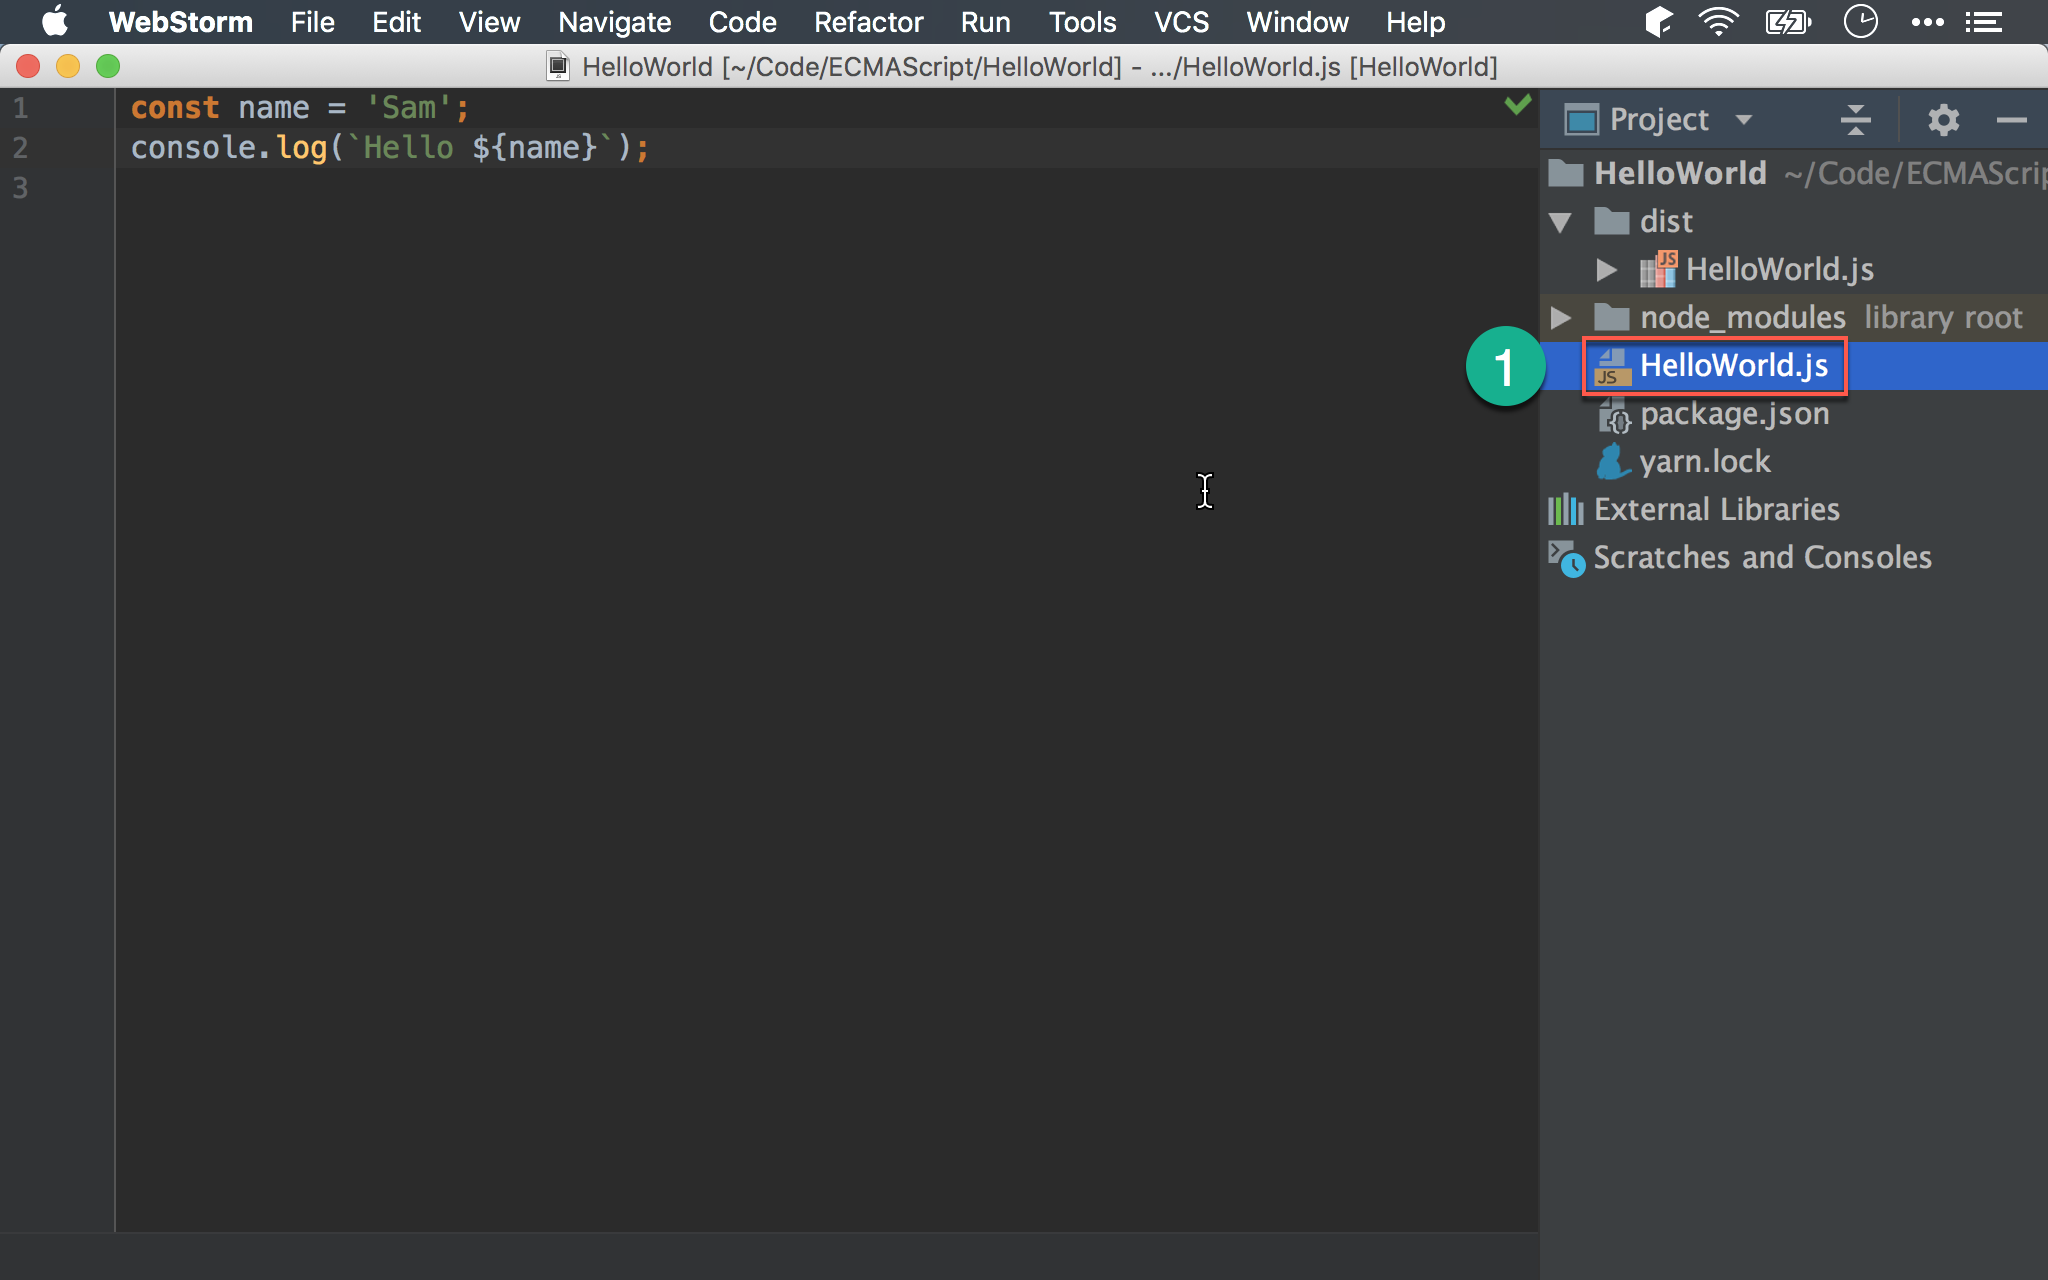 WebStorm File Edit View Navigate Code Refactor Run Tools VCS Window Help
HelloWorld [~/Code/ECMAScript/HelloWorld] - .../HelloWorld.js [HelloWorld]
1 const name = 'Sam';
2 console.log(`Hello ${name}`);
3
Project
HelloWorld ~/Code/ECMAScrip
dist
JS HelloWorld.js
node_modules library root
1
JS HelloWorld.js
package.json
yarn.lock
External Libraries
Scratches and Consoles